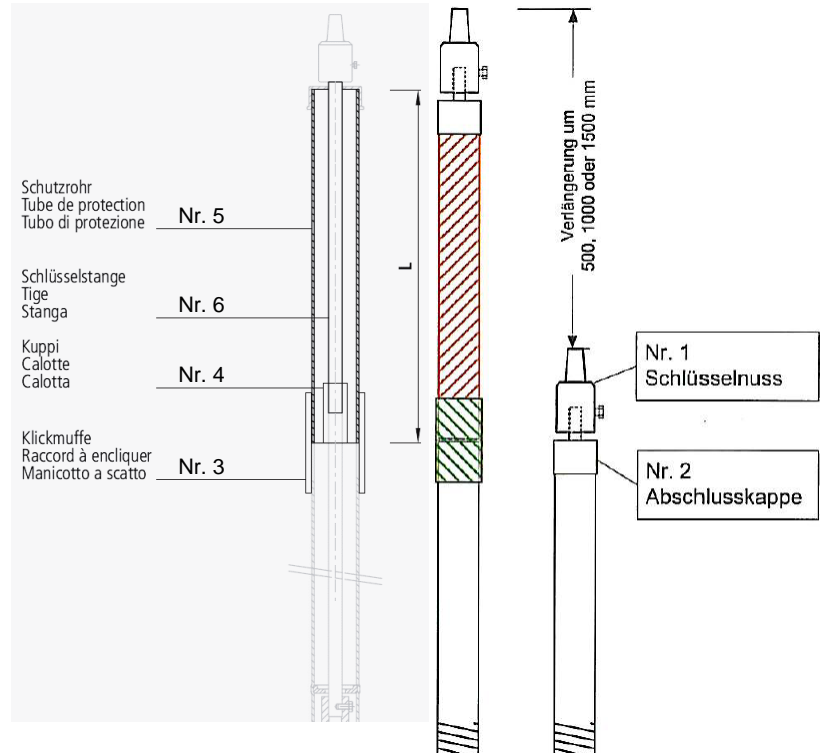 Schutzrohr
Tube de protection
Tubo di protezione
Nr. 5
Schlüsselstange
Tige
Stanga
Nr. 6
Kuppi
Calotte
Calotta
Nr. 4
Klickmuffe
Raccord à encliquer
Manicotto a scatto
Nr. 3
L
Verlängerung um
500, 1000 oder 1500 mm
Nr. 1
Schlüsselnuss
Nr. 2
Abschlusskappe